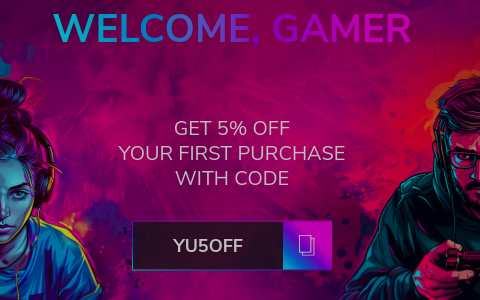 WELCOME, GAMER
GET 5% OFF
YOUR FIRST PURCHASE
WITH CODE
YU5OFF